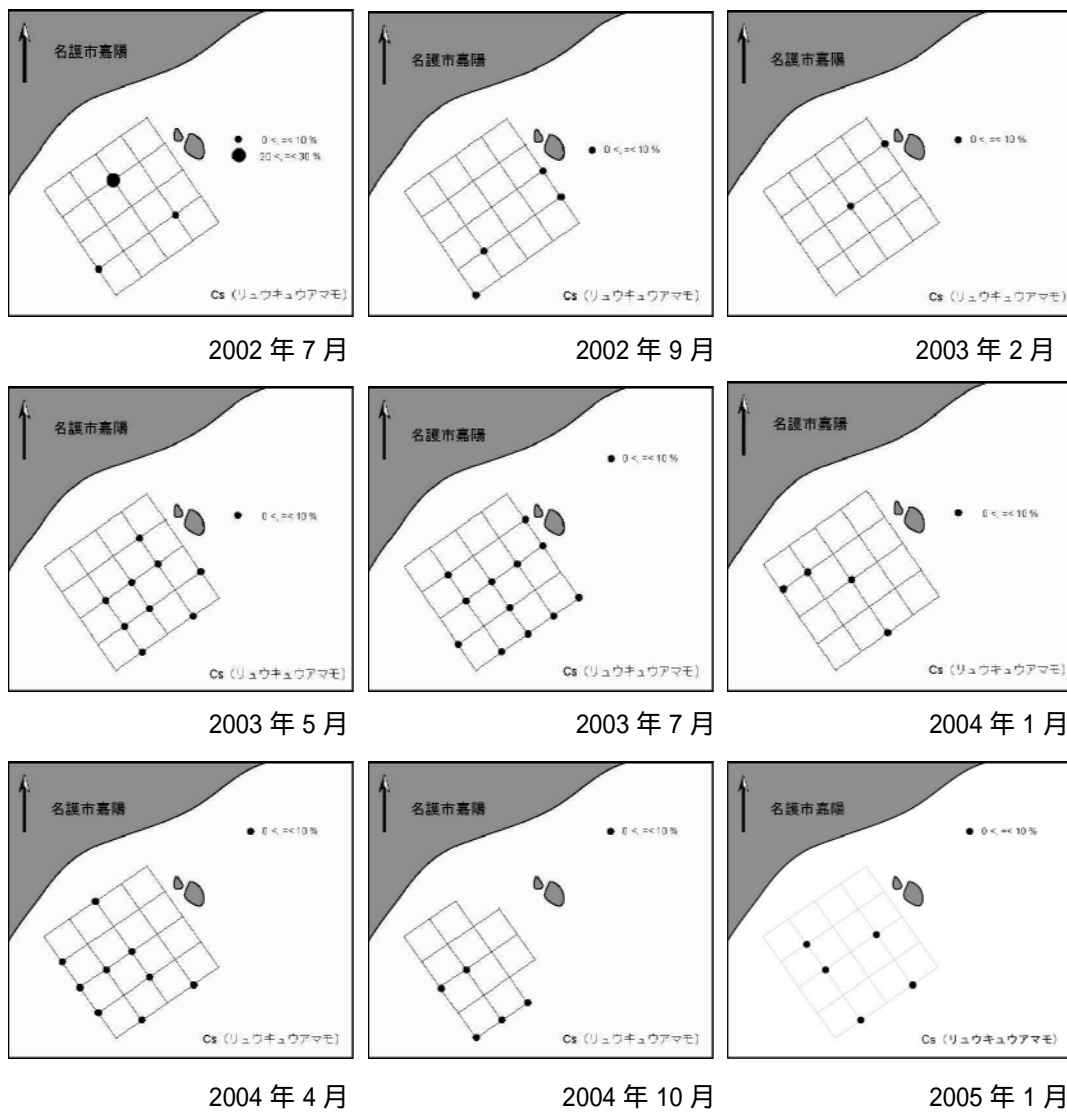 名護市嘉陽
0 <, =< 10 %
20 <, =< 30 %
Cs (リュウキュウアマモ)
2002 年 7 月
名護市嘉陽
0 <, =< 10 %
Cs (リュウキュウアマモ)
2002 年 9 月
名護市嘉陽
0 <, =< 10 %
Cs (リュウキュウアマモ)
2003 年 2 月
名護市嘉陽
0 <, =< 10 %
Cs (リュウキュウアマモ)
2003 年 5 月
名護市嘉陽
0 <, =< 10 %
Cs (リュウキュウアマモ)
2003 年 7 月
名護市嘉陽
0 <, =< 10 %
Cs (リュウキュウアマモ)
2004 年 1 月
名護市嘉陽
0 <, =< 10 %
Cs (リュウキュウアマモ)
2004 年 4 月
名護市嘉陽
0 <, =< 10 %
Cs (リュウキュウアマモ)
2004 年 10 月
名護市嘉陽
0 <, =< 10 %
Cs (リュウキュウアマモ)
2005 年 1 月